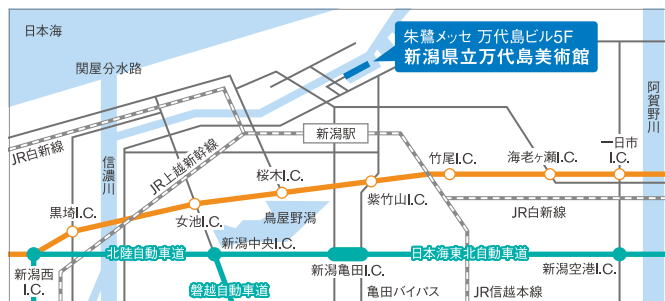 日本海
関屋分水路
朱鷺メッセ 万代島ビル5F
新潟県立万代島美術館
阿賀野川
JR白新線
信濃川
JR上越新幹線
新潟駅
竹尾I.C.
海老ヶ瀬I.C.
一日市
I.C.
桜木I.C.
紫竹山I.C.
黒埼I.C.
女池I.C.
鳥屋野潟
JR白新線
北陸自動車道
新潟中央I.C.
日本海東北自動車道
新潟西
I.C.
新潟亀田I.C.
新潟空港I.C.
磐越自動車道
亀田バイパス
JR信越本線